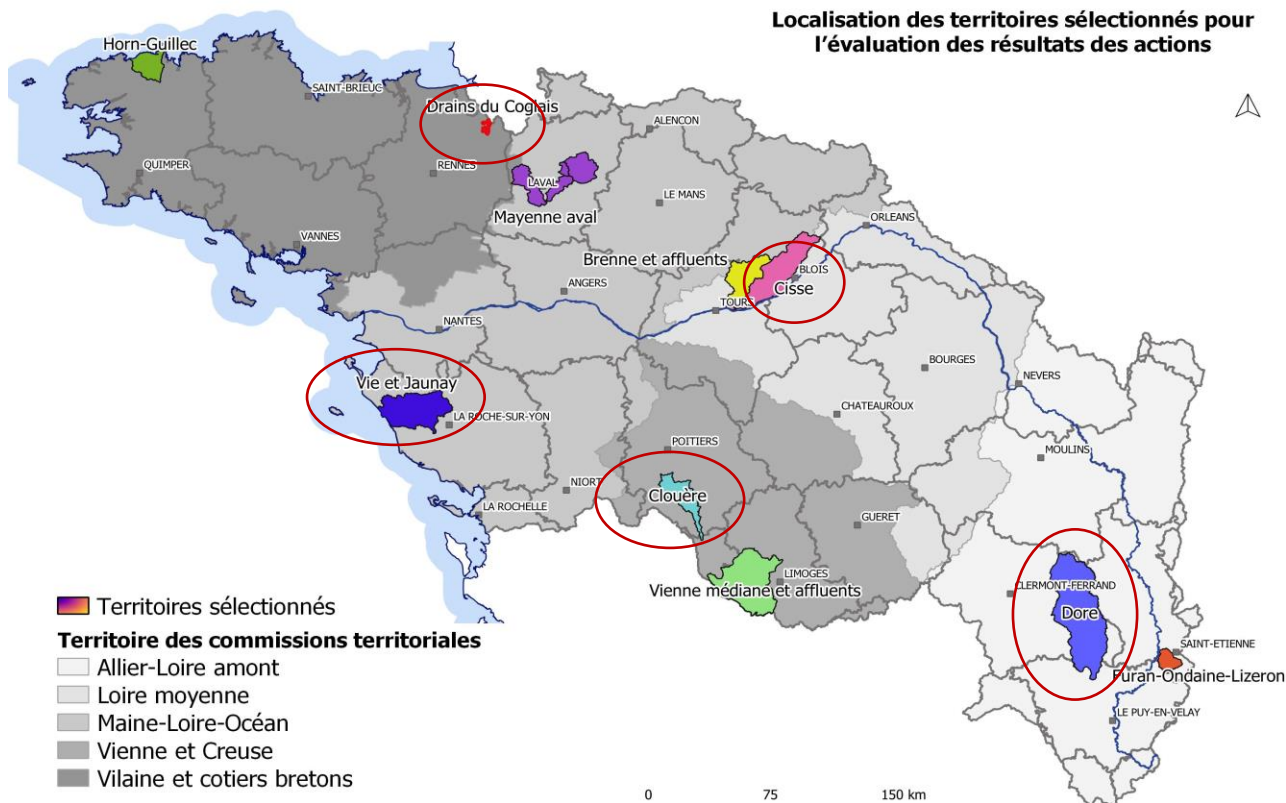 Localisation des territoires sélectionnés pour
l'évaluation des résultats des actions
Horn-Guillec
SAINT-BRIEUC
Drains du Coglais
ALENCON
QUIMPER
RENNES
LAVAL
LE MANS
Mayenne aval
ORLEANS
VANNES
Brenne et affluents
BLOIS
Cisse
ANGERS
TOURS
NANTES
BOURGES
NEVERS
Vie et Jaunay
LA ROCHE-SUR-YON
CHATEAUROUX
POITIERS
MOULINS
NIORT
Clouère
LA ROCHELLE
GUERET
LIMOGES
Vienne médiane et affluents
CLERMONT-FERRAND
Dore
SAINT-ETIENNE
Furan-Ondaine-Lizeron
LE PUY-EN-VELAY
Territoires sélectionnés
Territoire des commissions territoriales
Allier-Loire amont
Loire moyenne
Maine-Loire-Océan
Vienne et Creuse
Vilaine et cotiers bretons
0 75 150 km